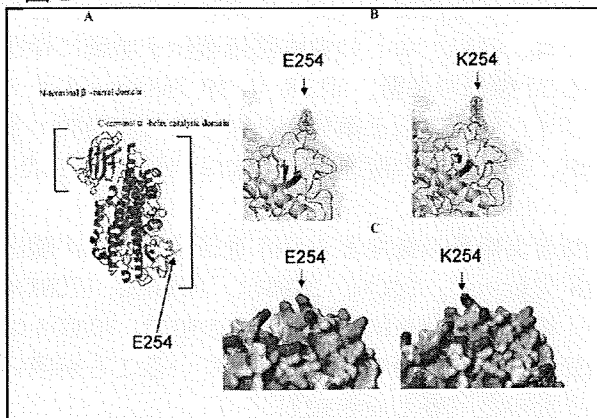 A
B
E254
K254
N-terminal β -barrel domain
C-terminal α -helix catalytic domain
C
E254
K254
E254